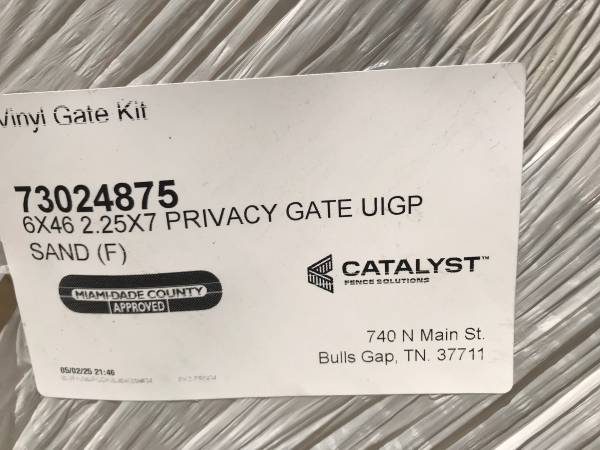 Vinyl Gate Kit
73024875
6X46 2.25X7 PRIVACY GATE UIGP
SAND (F)
MIAMI-DADE COUNTY
APPROVED
CATALYST™
FENCE SOLUTIONS
740 N Main St.
Bulls Gap, TN. 37711
05/02/25 21:46